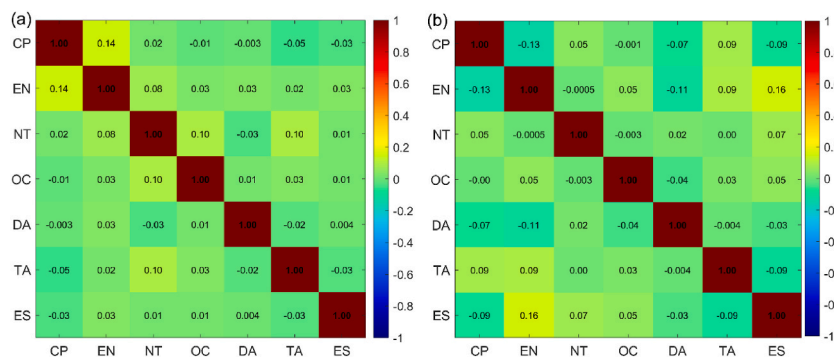 (a)
CP 1.00 0.14 0.02 -0.01 -0.003 -0.05 -0.03
EN 0.14 1.00 0.08 0.03 0.03 0.02 0.03
NT 0.02 0.08 1.00 0.10 -0.03 0.10 0.01
OC -0.01 0.03 0.10 1.00 0.01 0.03 0.01
DA -0.003 0.03 -0.03 0.01 1.00 -0.02 0.004
TA -0.05 0.02 0.10 0.03 -0.02 1.00 -0.03
ES -0.03 0.03 0.01 0.01 0.004 -0.03 1.00
CP EN NT OC DA TA ES
1
0.8
0.6
0.4
0.2
0
-0.2
-0.4
-0.6
-0.8
-1
(b)
CP 1.00 -0.13 0.05 -0.001 -0.07 0.09 -0.09
EN -0.13 1.00 -0.0005 0.05 -0.11 0.09 0.16
NT 0.05 -0.0005 1.00 -0.003 0.02 0.00 0.07
OC -0.00 0.05 -0.003 1.00 -0.04 0.03 0.05
DA -0.07 -0.11 0.02 -0.04 1.00 -0.004 -0.03
TA 0.09 0.09 0.00 0.03 -0.004 1.00 -0.09
ES -0.09 0.16 0.07 0.05 -0.03 -0.09 1.00
CP EN NT OC DA TA ES
1
0.8
0.6
0.4
0.2
0